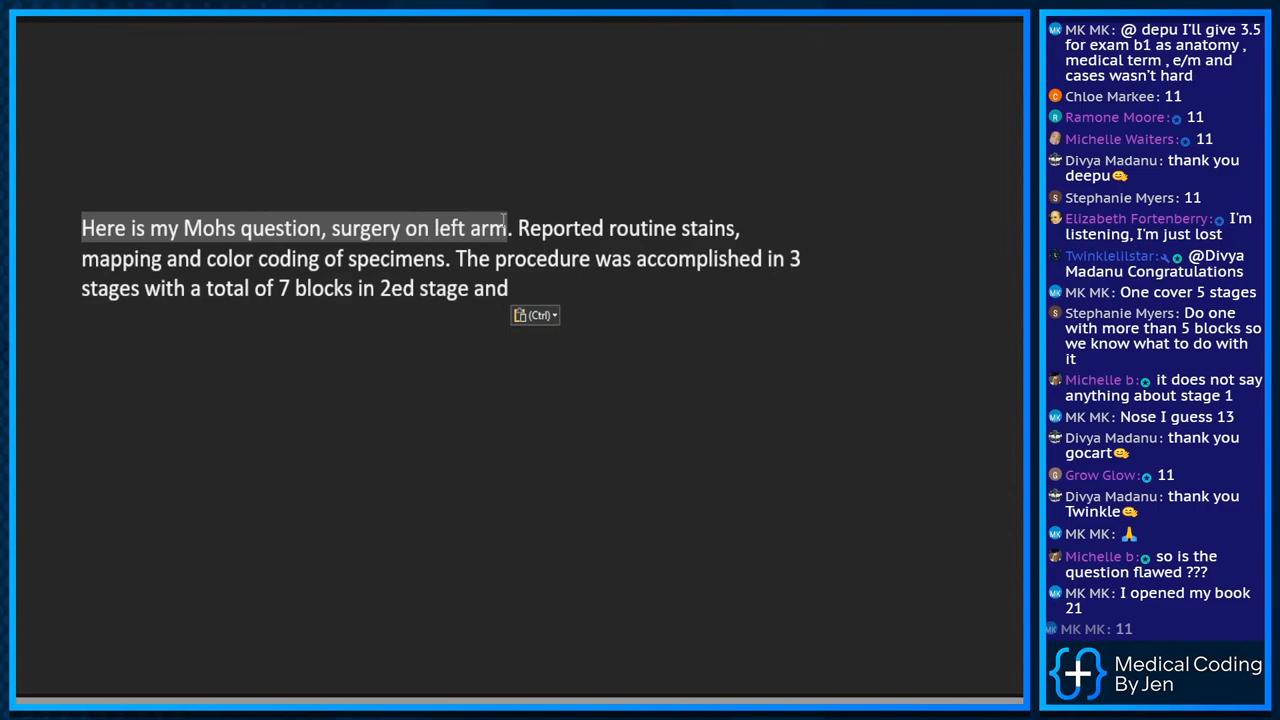 Here is my Mohs question, surgery on left arm. Reported routine stains,
mapping and color coding of specimens. The procedure was accomplished in 3
stages with a total of 7 blocks in 2ed stage and
(Ctrl)
MK MK: @ depu I'll give 3.5
for exam b1 as anatomy ,
medical term , e/m and
cases wasn't hard
Chloe Markee: 11
Ramone Moore: 11
Michelle Waiters: 11
Divya Madanu: thank you
deepu🤗
Stephanie Myers: 11
Elizabeth Fortenberry: I'm
listening, I'm just lost
Twinklelilstar: @Divya
Madanu Congratulations
MK MK: One cover 5 stages
Stephanie Myers: Do one
with more than 5 blocks so
we know what to do with
it
Michelle b: it does not say
anything about stage 1
MK MK: Nose I guess 13
Divya Madanu: thank you
gocart🤗
Grow Glow: 11
Divya Madanu: thank you
Twinkle🤗
MK MK: 🙏
Michelle b: so is the
question flawed ???
MK MK: I opened my book
21
MK MK: 11
Medical Coding
By Jen